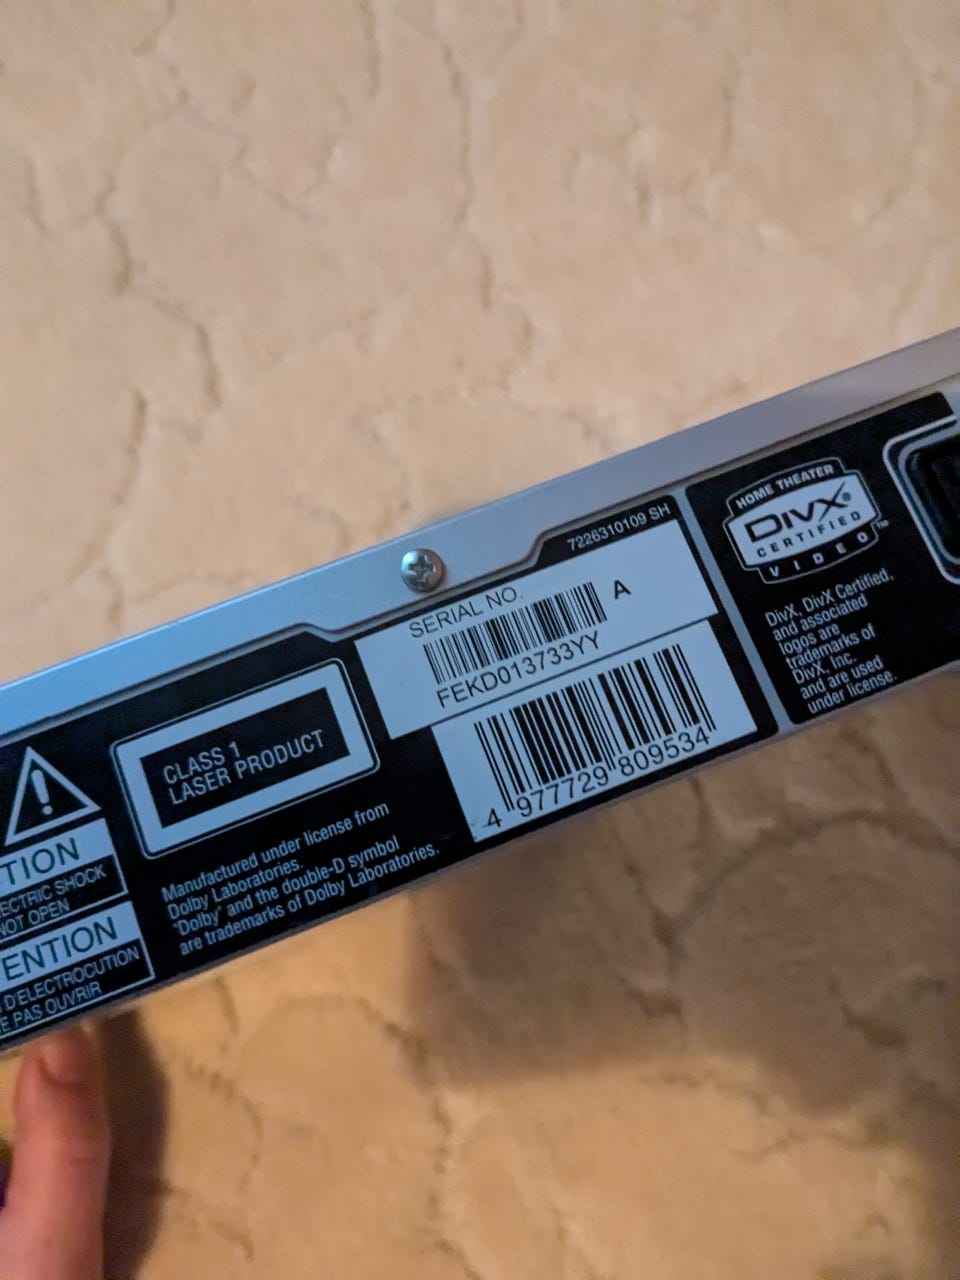 TION
ECTRIC SHOCK
NOT OPEN
ENTION
D'ELECTROCUTION
E PAS OUVRIR
CLASS 1
LASER PRODUCT
Manufactured under license from
Dolby Laboratories.
"Dolby" and the double-D symbol
are trademarks of Dolby Laboratories.
7226310109 SH
SERIAL NO.
A
FEKD013733YY
4 977729 809534
HOME THEATER
DIVX
CERTIFIED
VIDEO™
DivX, DivX Certified,
and associated
logos are
trademarks of
DivX, Inc.
and are used
under license.